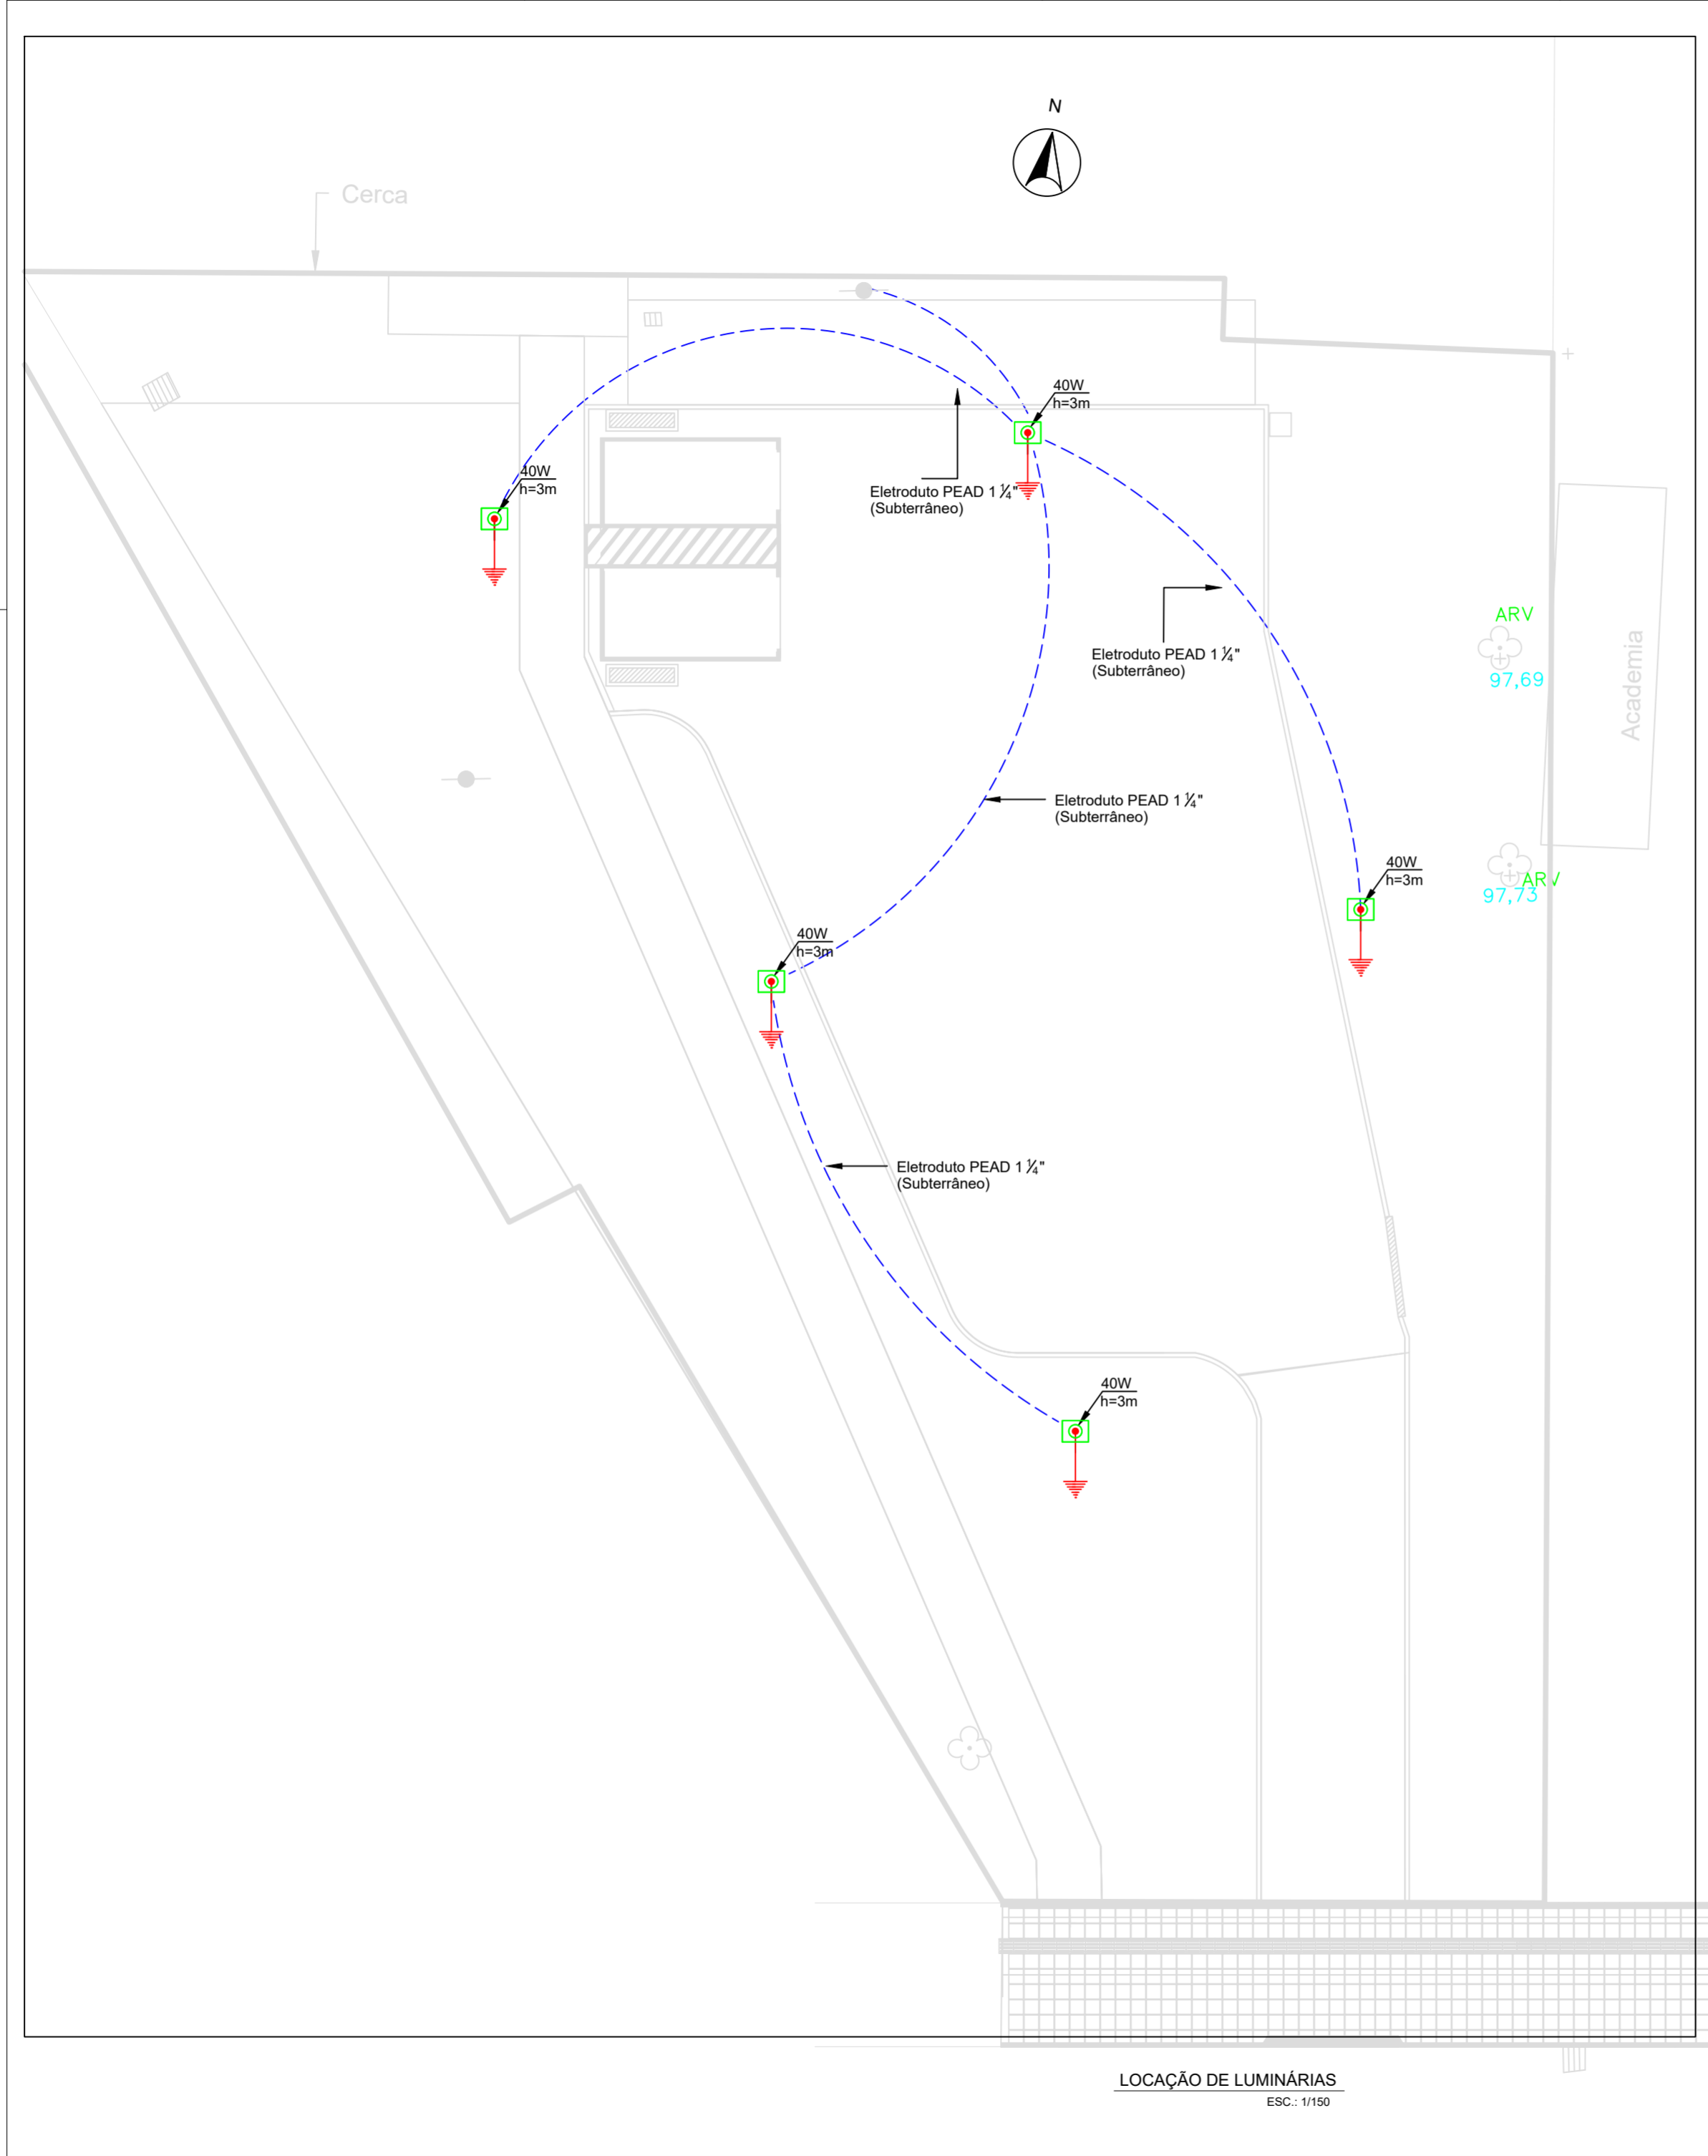 N
Cerca
40W
h=3m
40W
h=3m
Eletroduto PEAD 1 ¼"
(Subterrâneo)
ARV
97,69
Academia
Eletroduto PEAD 1 ¼"
(Subterrâneo)
Eletroduto PEAD 1 ¼"
(Subterrâneo)
40W
h=3m
ARV
97,73
40W
h=3m
Eletroduto PEAD 1 ¼"
(Subterrâneo)
40W
h=3m
LOCAÇÃO DE LUMINÁRIAS
ESC.: 1/150